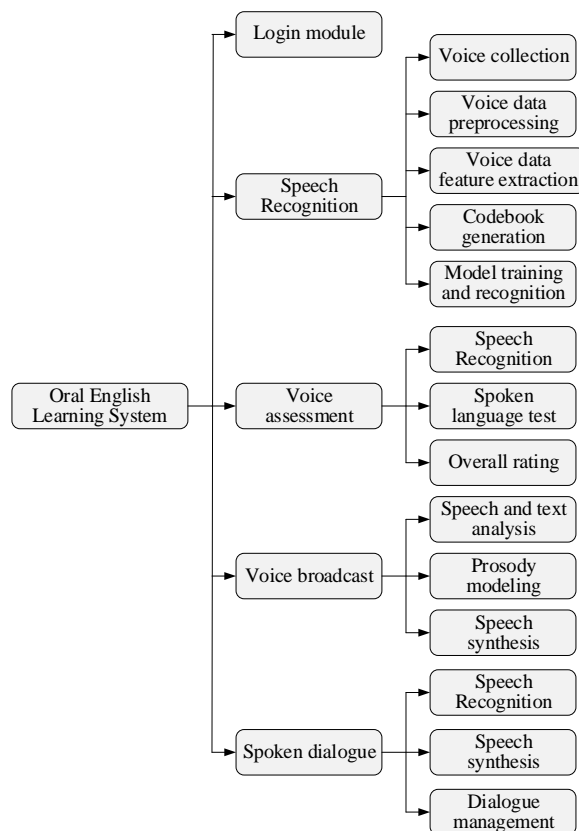 Login module
Voice collection
Voice data
preprocessing
Speech
Recognition
Voice data
feature extraction
Codebook
generation
Model training
and recognition
Oral English
Learning System
Voice
assessment
Speech
Recognition
Spoken
language test
Overall rating
Voice broadcast
Speech and text
analysis
Prosody
modeling
Speech
synthesis
Spoken dialogue
Speech
Recognition
Speech
synthesis
Dialogue
management